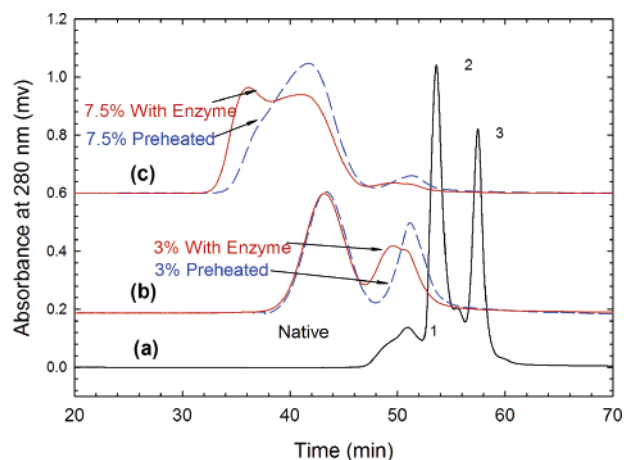 1.2
1.0
0.8
0.6
0.4
0.2
0.0
Absorbance at 280 nm (mv)
2
3
7.5% With Enzyme
7.5% Preheated
(c)
3% With Enzyme
3% Preheated
(b)
Native
1
(a)
20 30 40 50 60 70
Time (min)